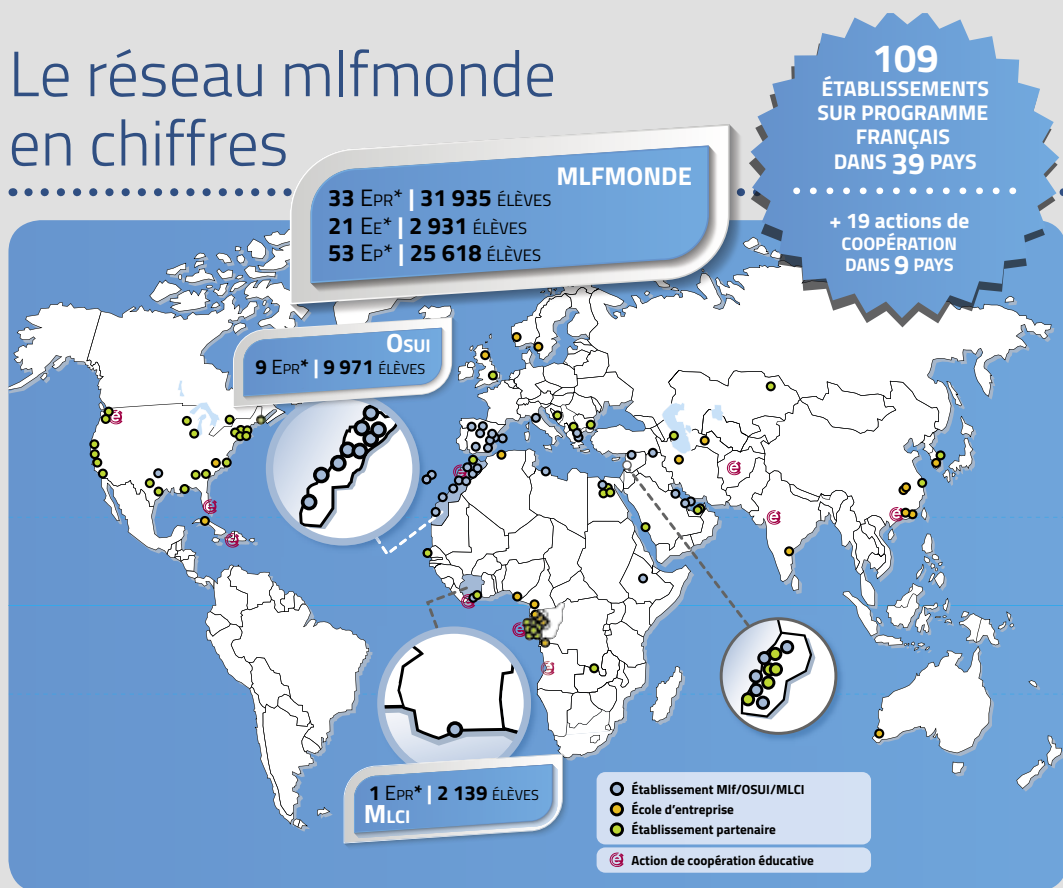 Le réseau mlfmonde
en chiffres
109
ÉTABLISSEMENTS
SUR PROGRAMME
FRANÇAIS
DANS 39 PAYS
+ 19 actions de
COOPÉRATION
DANS 9 PAYS
MLFMONDE
33 EPR* | 31 935 ÉLÈVES
21 EE* | 2 931 ÉLÈVES
53 EP* | 25 618 ÉLÈVES
OSUI
9 EPR* | 9 971 ÉLÈVES
1 EPR* | 2 139 ÉLÈVES
MLCI
Établissement Mlf/OSUI/MLCI
École d'entreprise
Établissement partenaire
é Action de coopération éducative